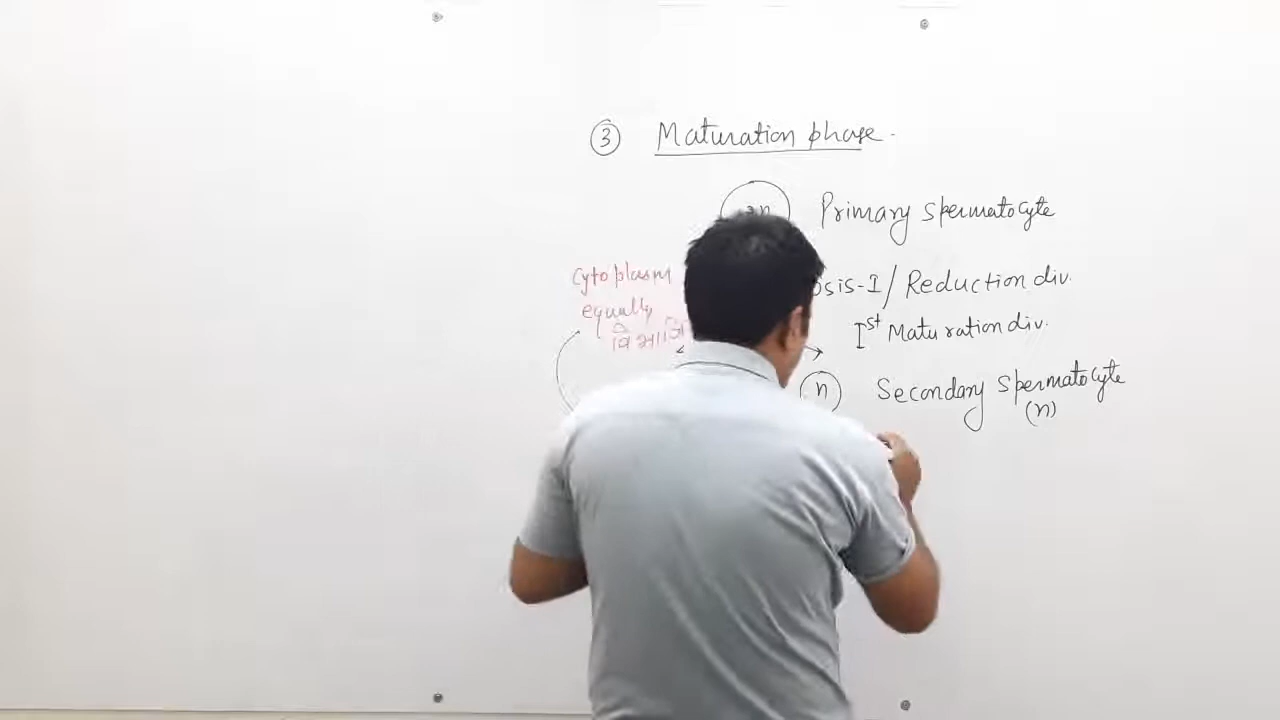 ③ Maturation phase.
2n Primary spermatocyte
Cytoplasm
equally
osis-I / Reduction div.
Ist Maturation div.
n Secondary spermatocyte
(n)